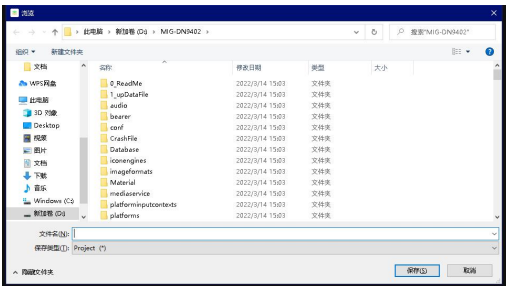 浏览
此电脑 › 新加卷 (D:) › MIG-DN9402 ›
搜索"MIG-DN9402"
组织 新建文件夹
名称 修改日期 类型 大小
文档
WPS网盘
此电脑
3D 对象
Desktop
视频
图片
文档
下载
音乐
Windows (C:)
新加卷 (D:)
0_ReadMe 2022/3/14 15:03 文件夹
1_upDataFile 2022/3/14 15:03 文件夹
audio 2022/3/14 15:03 文件夹
bearer 2022/3/14 15:03 文件夹
conf 2022/3/14 15:03 文件夹
CrashFile 2022/3/14 15:03 文件夹
Database 2022/3/14 15:03 文件夹
iconengines 2022/3/14 15:03 文件夹
imageformats 2022/3/14 15:03 文件夹
Material 2022/3/14 15:03 文件夹
mediaservice 2022/3/14 15:03 文件夹
platforminputcontexts 2022/3/14 15:03 文件夹
platforms 2022/3/14 15:03 文件夹
文件名(N):
保存类型(T): Project (*)
隐藏文件夹
保存(S) 取消